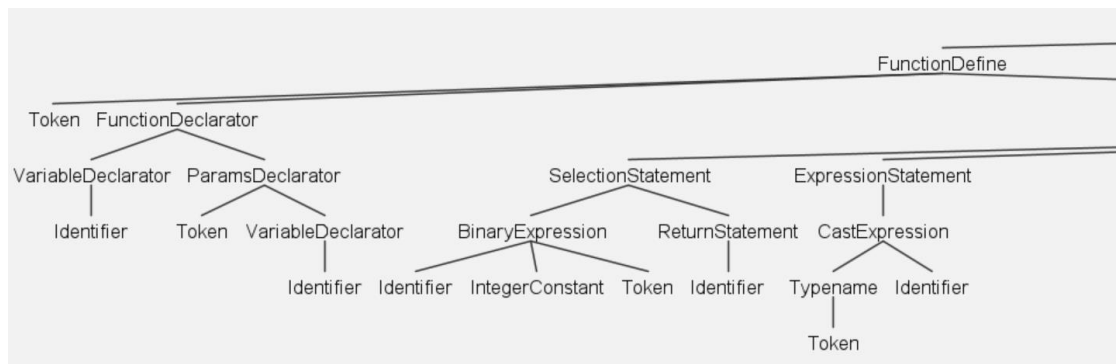 FunctionDefine
Token FunctionDeclarator
VariableDeclarator ParamsDeclarator SelectionStatement ExpressionStatement
Identifier Token VariableDeclarator BinaryExpression ReturnStatement CastExpression
Identifier Identifier IntegerConstant Token Identifier Typename Identifier
Token